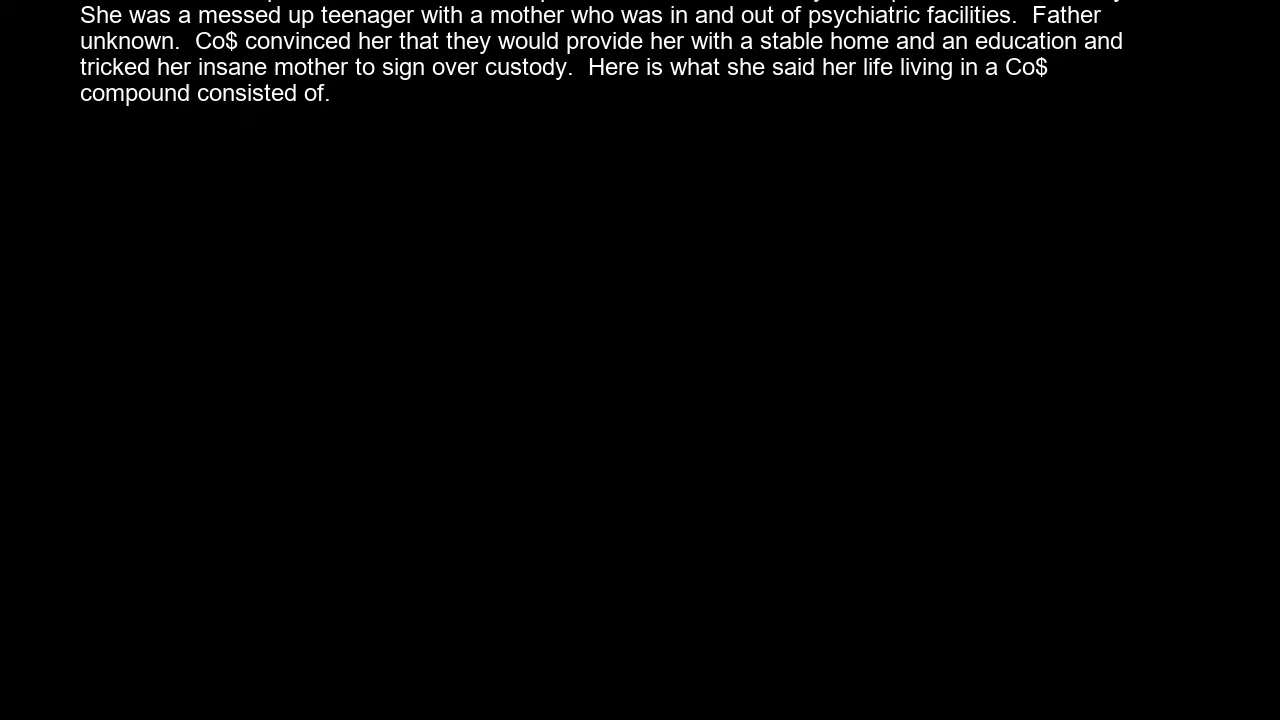 She was a messed up teenager with a mother who was in and out of psychiatric facilities.  Father
unknown.  Co$ convinced her that they would provide her with a stable home and an education and
tricked her insane mother to sign over custody.  Here is what she said her life living in a Co$
compound consisted of.